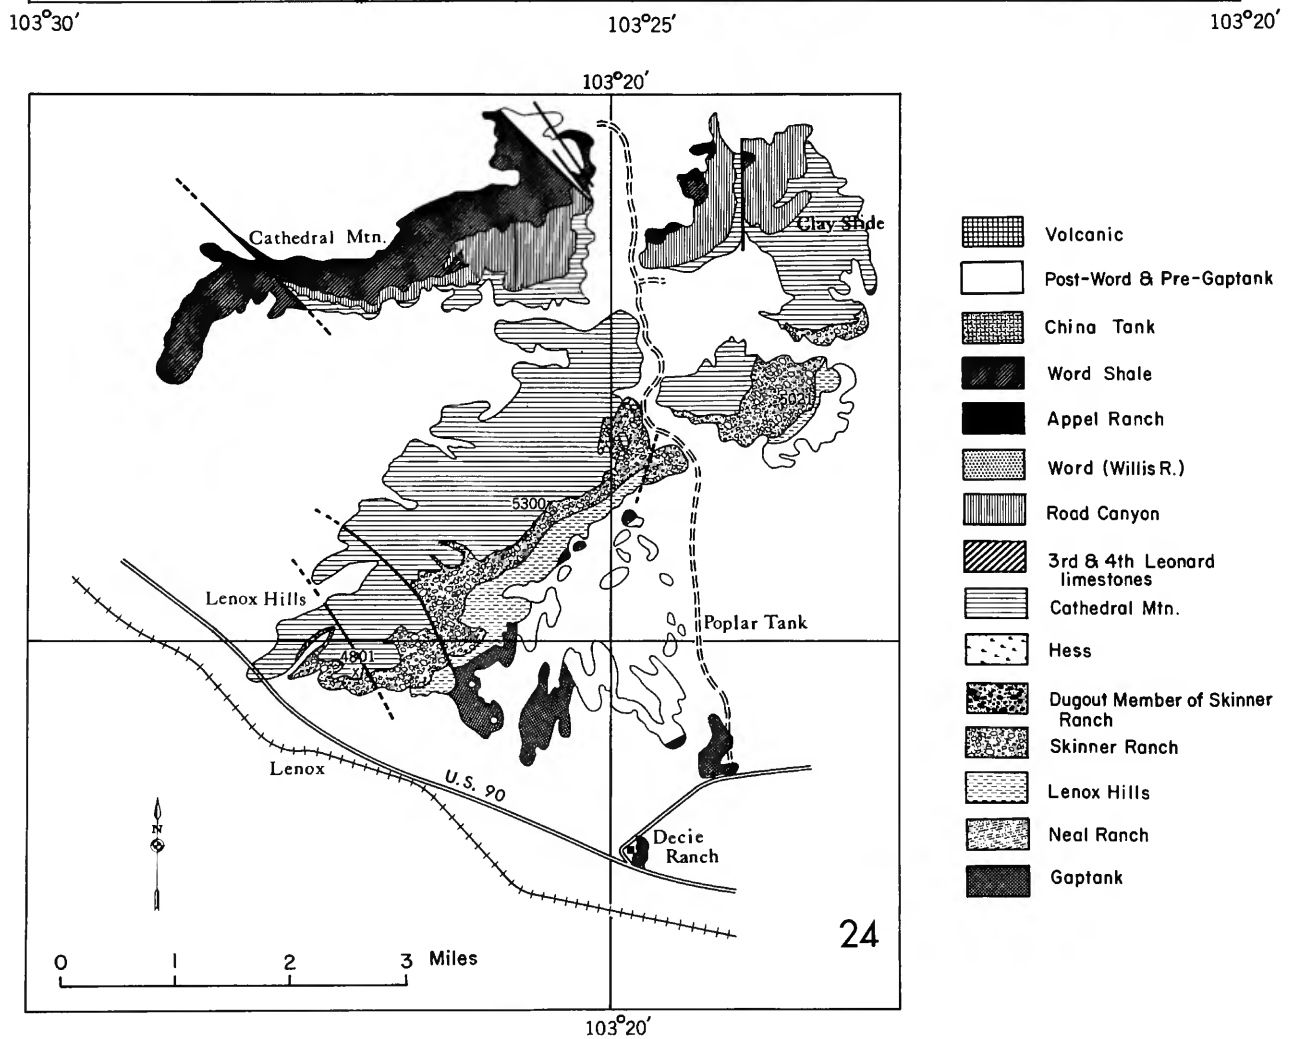 103°30′ 103°25′ 103°20′
103°20′
Cathedral Mtn.
Clay Slide
502
5300x
Lenox Hills
4801
x
Poplar Tank
Lenox
U.S. 90
Decie
Ranch
N
24
0 1 2 3 Miles
103°20′
Volcanic
Post-Word & Pre-Gaptank
China Tank
Word Shale
Appel Ranch
Word (Willis R.)
Road Canyon
3rd & 4th Leonard
limestones
Cathedral Mtn.
Hess
Dugout Member of Skinner
Ranch
Skinner Ranch
Lenox Hills
Neal Ranch
Gaptank